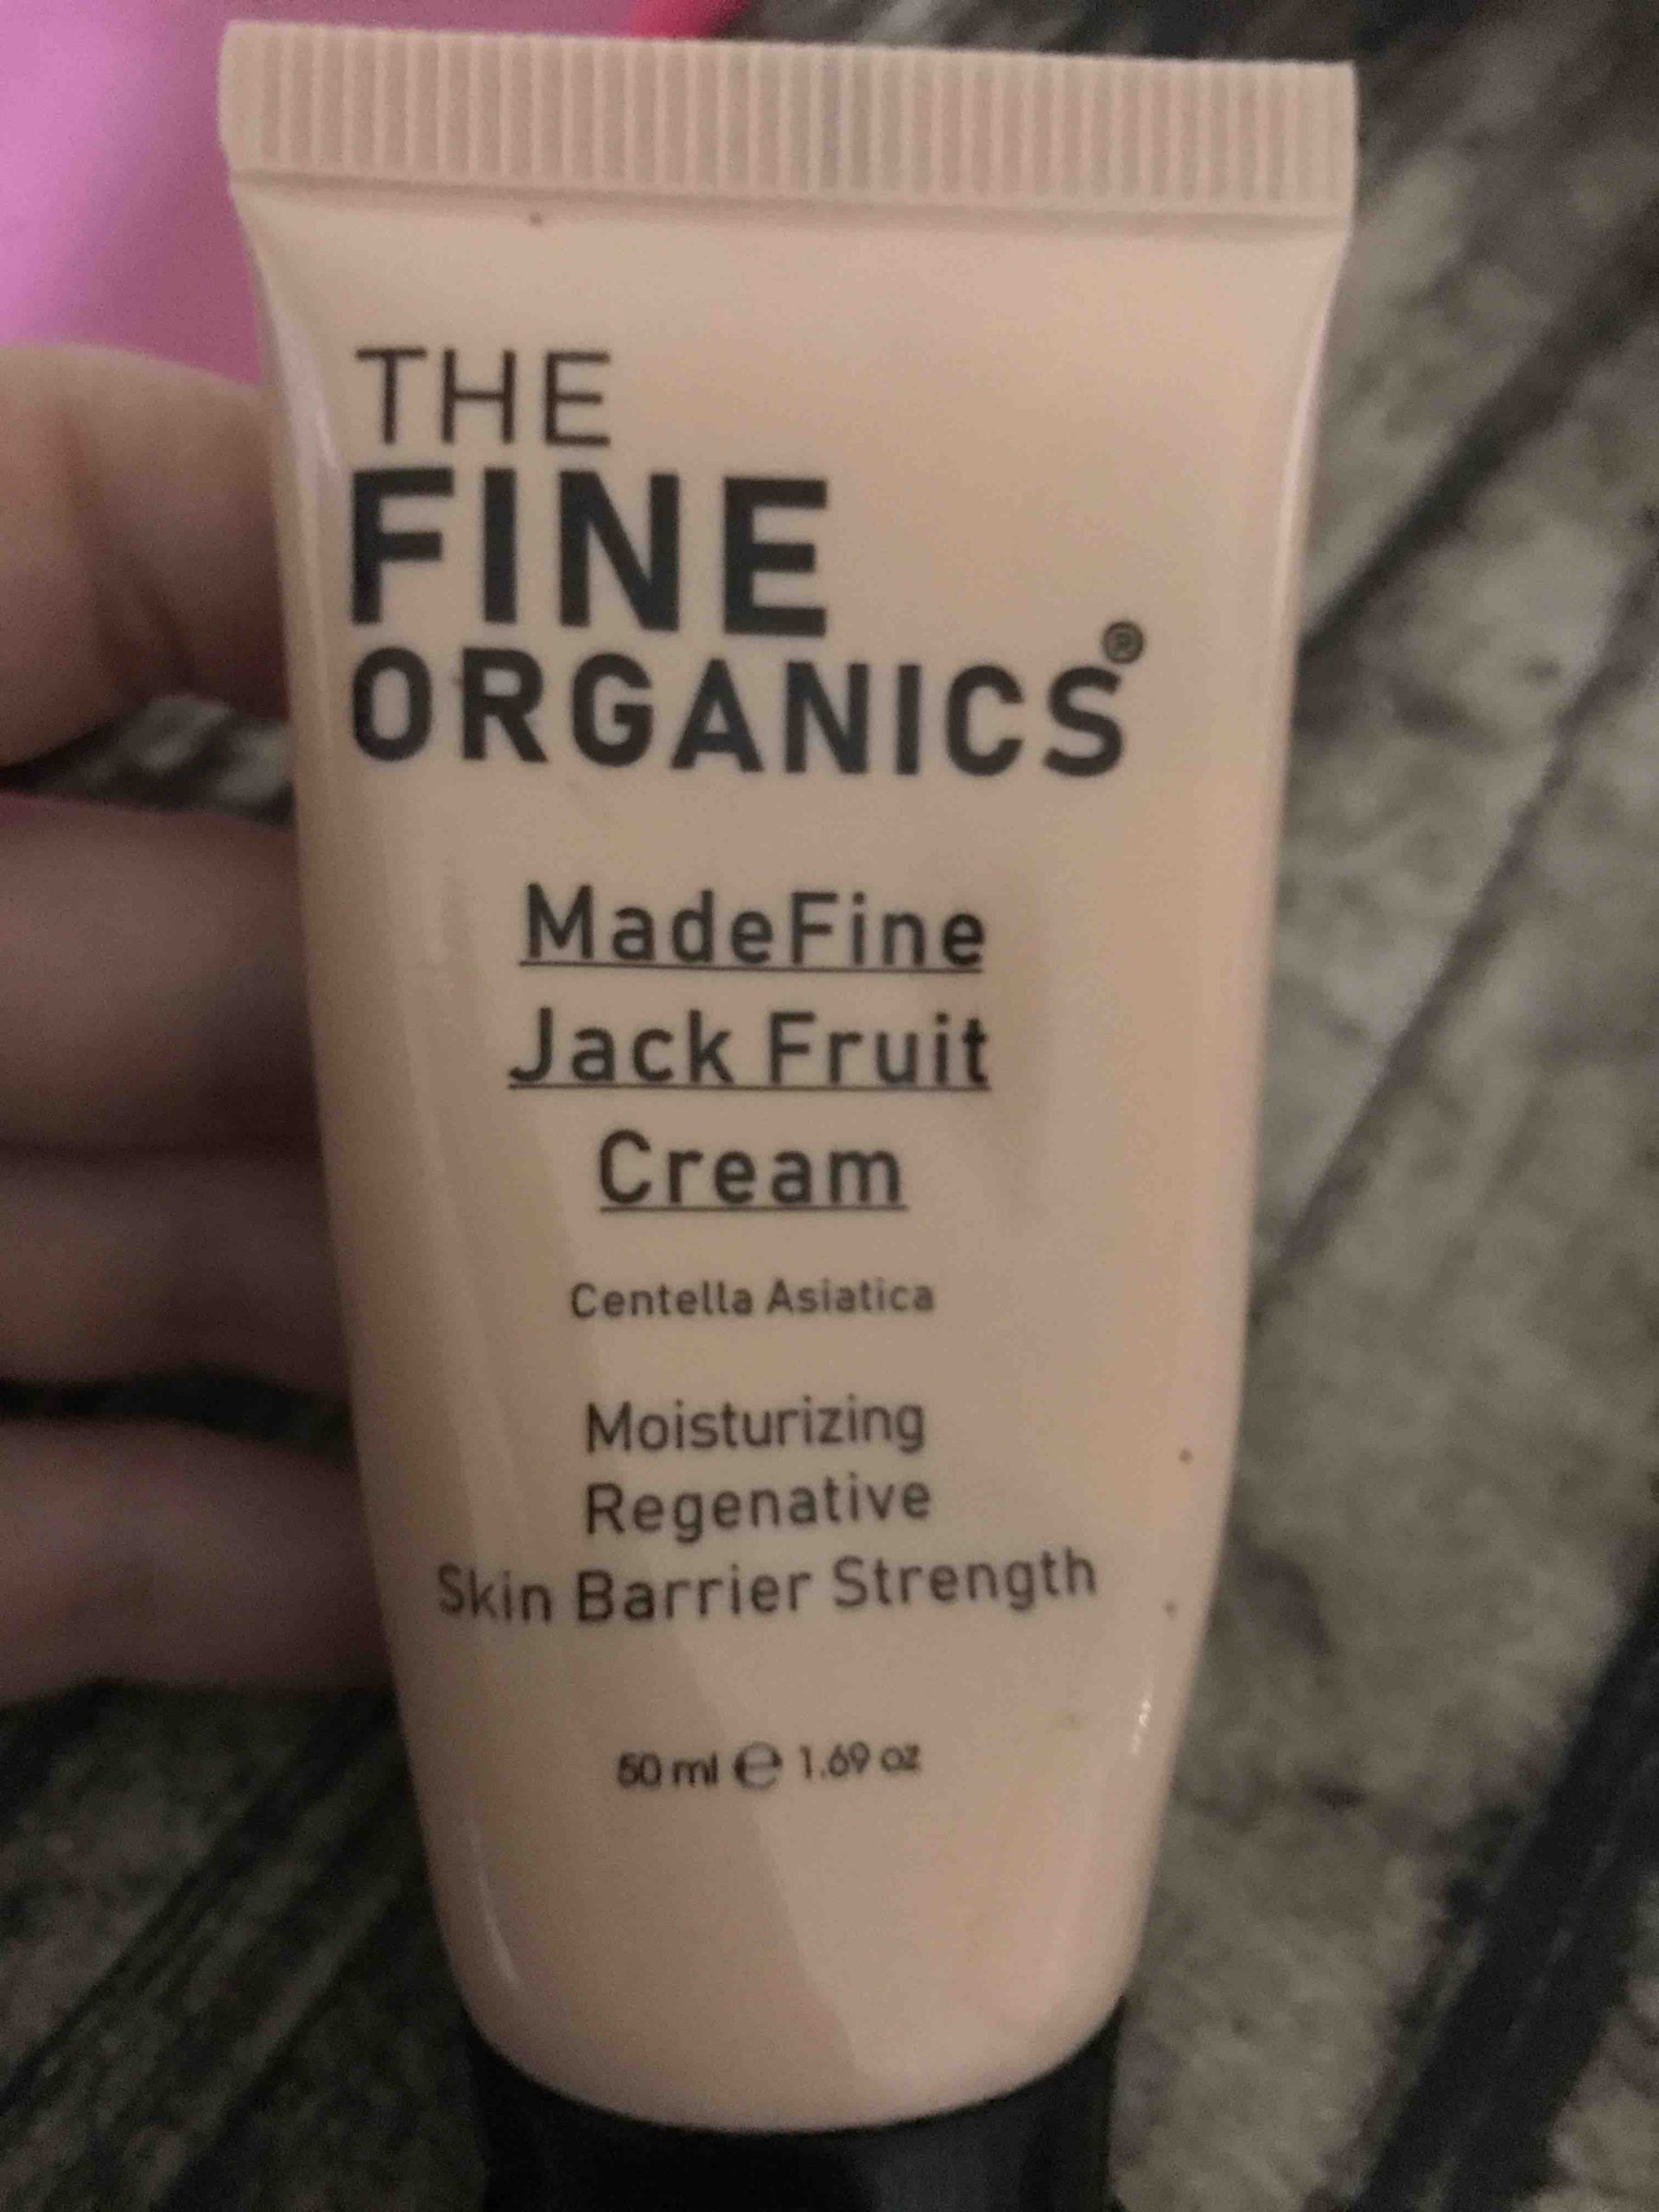 THE
FINE
ORGANICS®
MadeFine
Jack Fruit
Cream
Centella Asiatica
Moisturizing
Regenative
Skin Barrier Strength
50 ml ℮ 1.69 oz